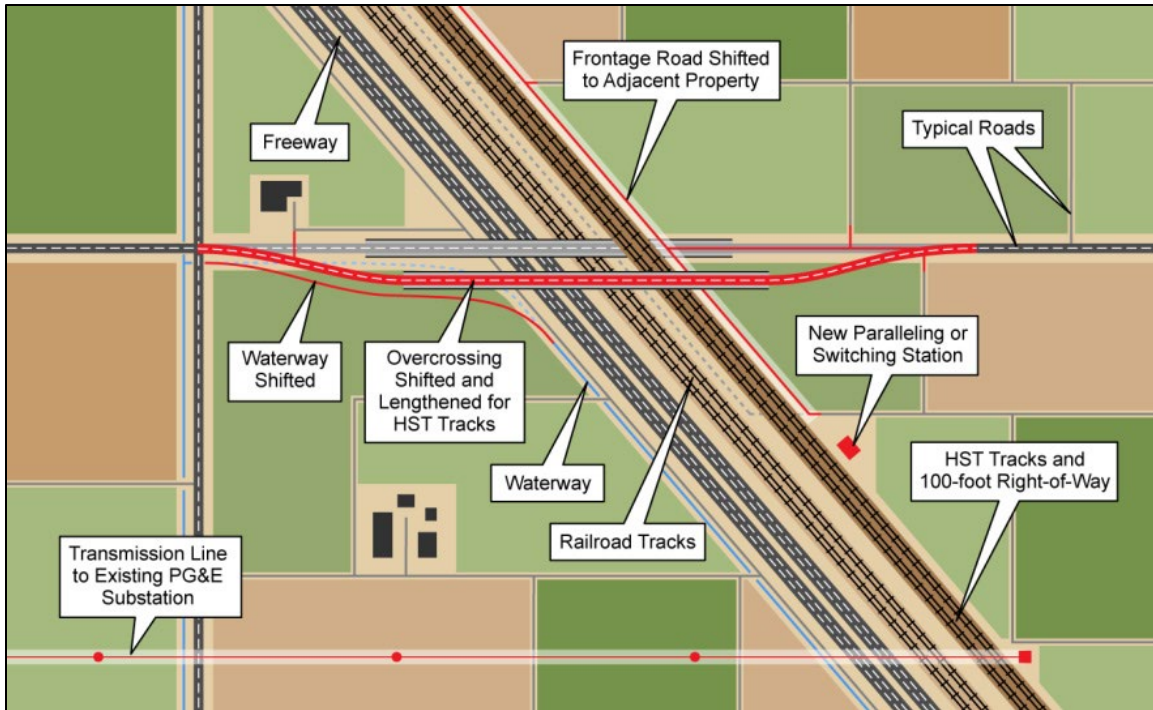 Frontage Road Shifted
to Adjacent Property
Freeway
Typical Roads
New Paralleling or
Switching Station
Waterway
Shifted
Overcrossing
Shifted and
Lengthened for
HST Tracks
HST Tracks and
100-foot Right-of-Way
Waterway
Railroad Tracks
Transmission Line
to Existing PG&E
Substation